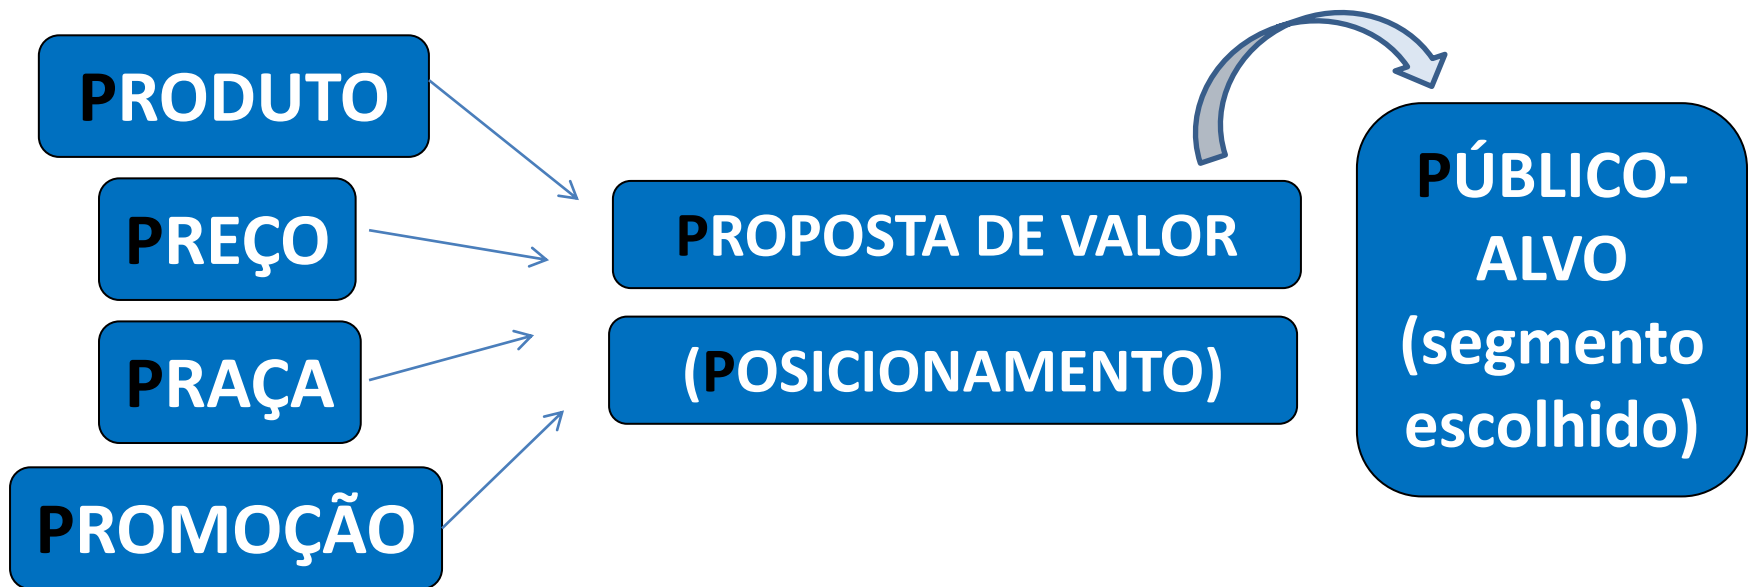 PRODUTO
PREÇO
PRAÇA
PROMOÇÃO
PROPOSTA DE VALOR
(POSICIONAMENTO)
PÚBLICO-
ALVO
(segmento
escolhido)